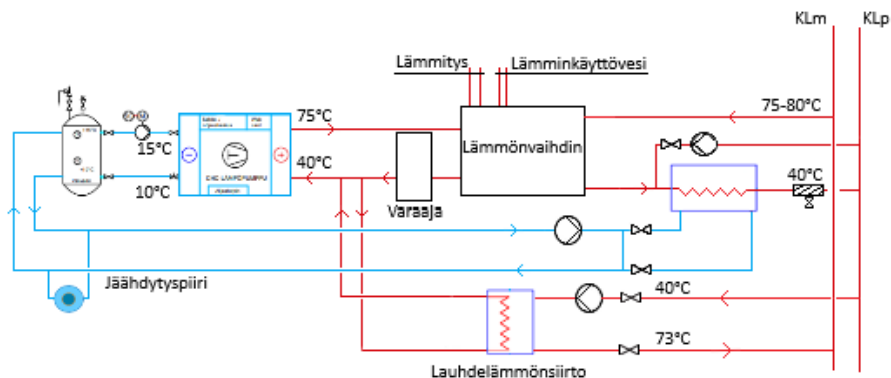 KLm
KLp
Lämmitys
Lämminkäyttövesi
75°C
75-80°C
Lämmönvaihdin
15°C
40°C
40°C
10°C
Varaaja
Jäähdytyspiiri
40°C
73°C
Lauhdelämmönsiirto